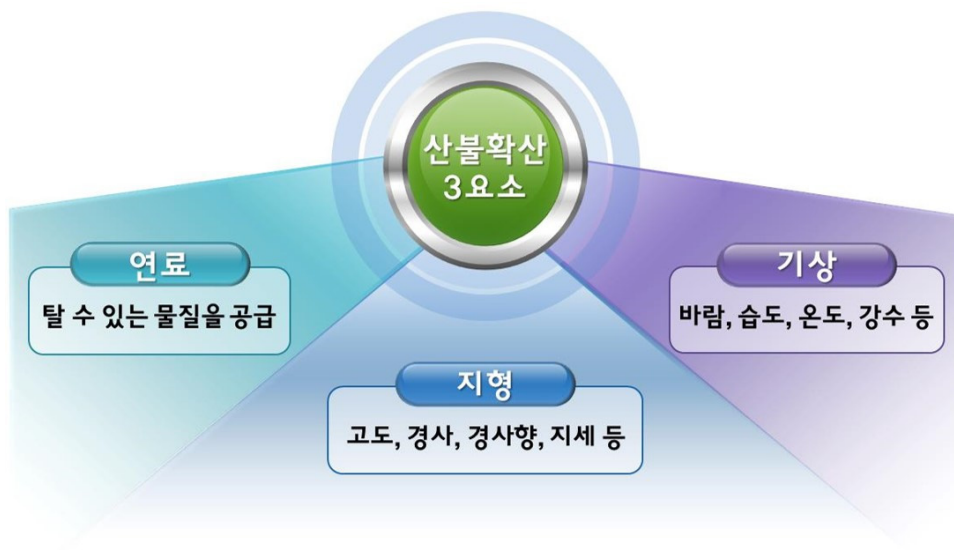 산불확산
3요소
연료
탈 수 있는 물질을 공급
기상
바람, 습도, 온도, 강수 등
지형
고도, 경사, 경사향, 지세 등